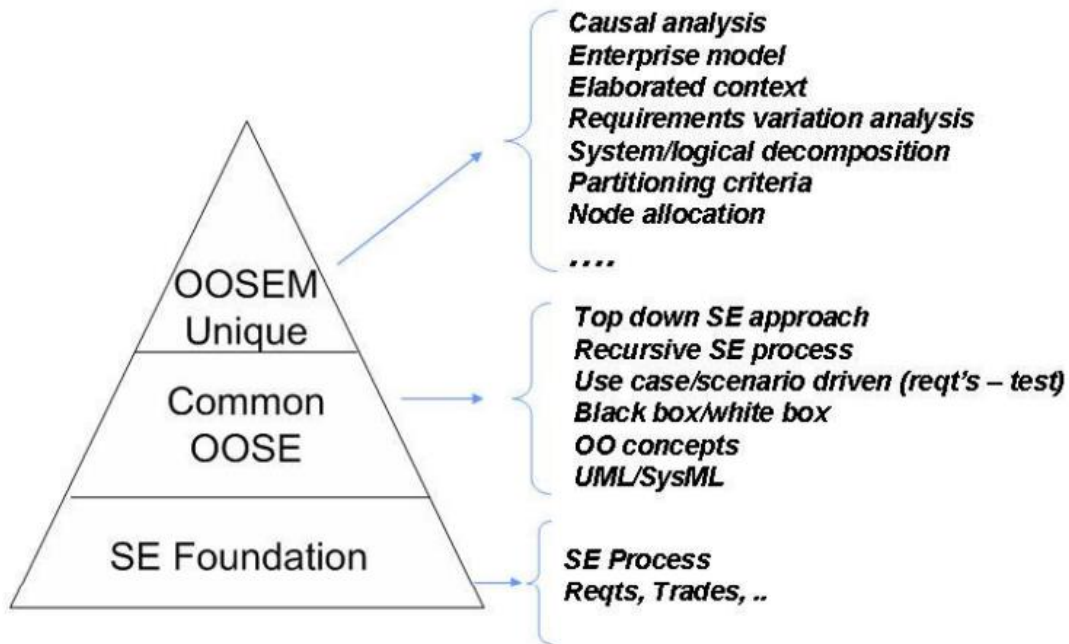 Causal analysis
Enterprise model
Elaborated context
Requirements variation analysis
System/logical decomposition
Partitioning criteria
Node allocation
....
OOSEM
Unique
Top down SE approach
Recursive SE process
Use case/scenario driven (reqt's – test)
Black box/white box
OO concepts
UML/SysML
Common
OOSE
SE Foundation
SE Process
Reqts, Trades, ..